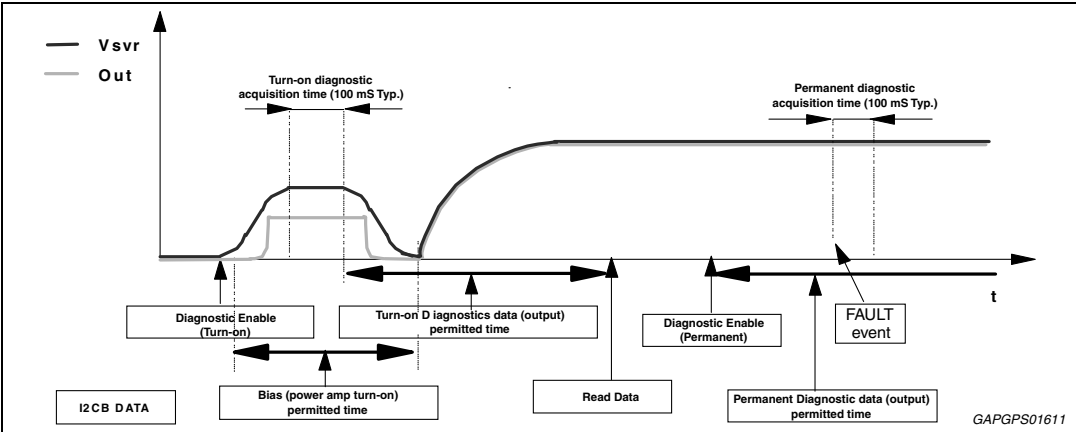 Vsvr
Out
Turn-on diagnostic
acquisition time (100 mS Typ.)
Permanent diagnostic
acquisition time (100 mS Typ.)
t
Diagnostic Enable
(Turn-on)
Turn-on D iagnostics data (output)
permitted time
Diagnostic Enable
(Permanent)
FAULT
event
Bias (power amp turn-on)
permitted time
Read Data
Permanent Diagnostic data (output)
permitted time
I2CB DATA
GAPGPS01611